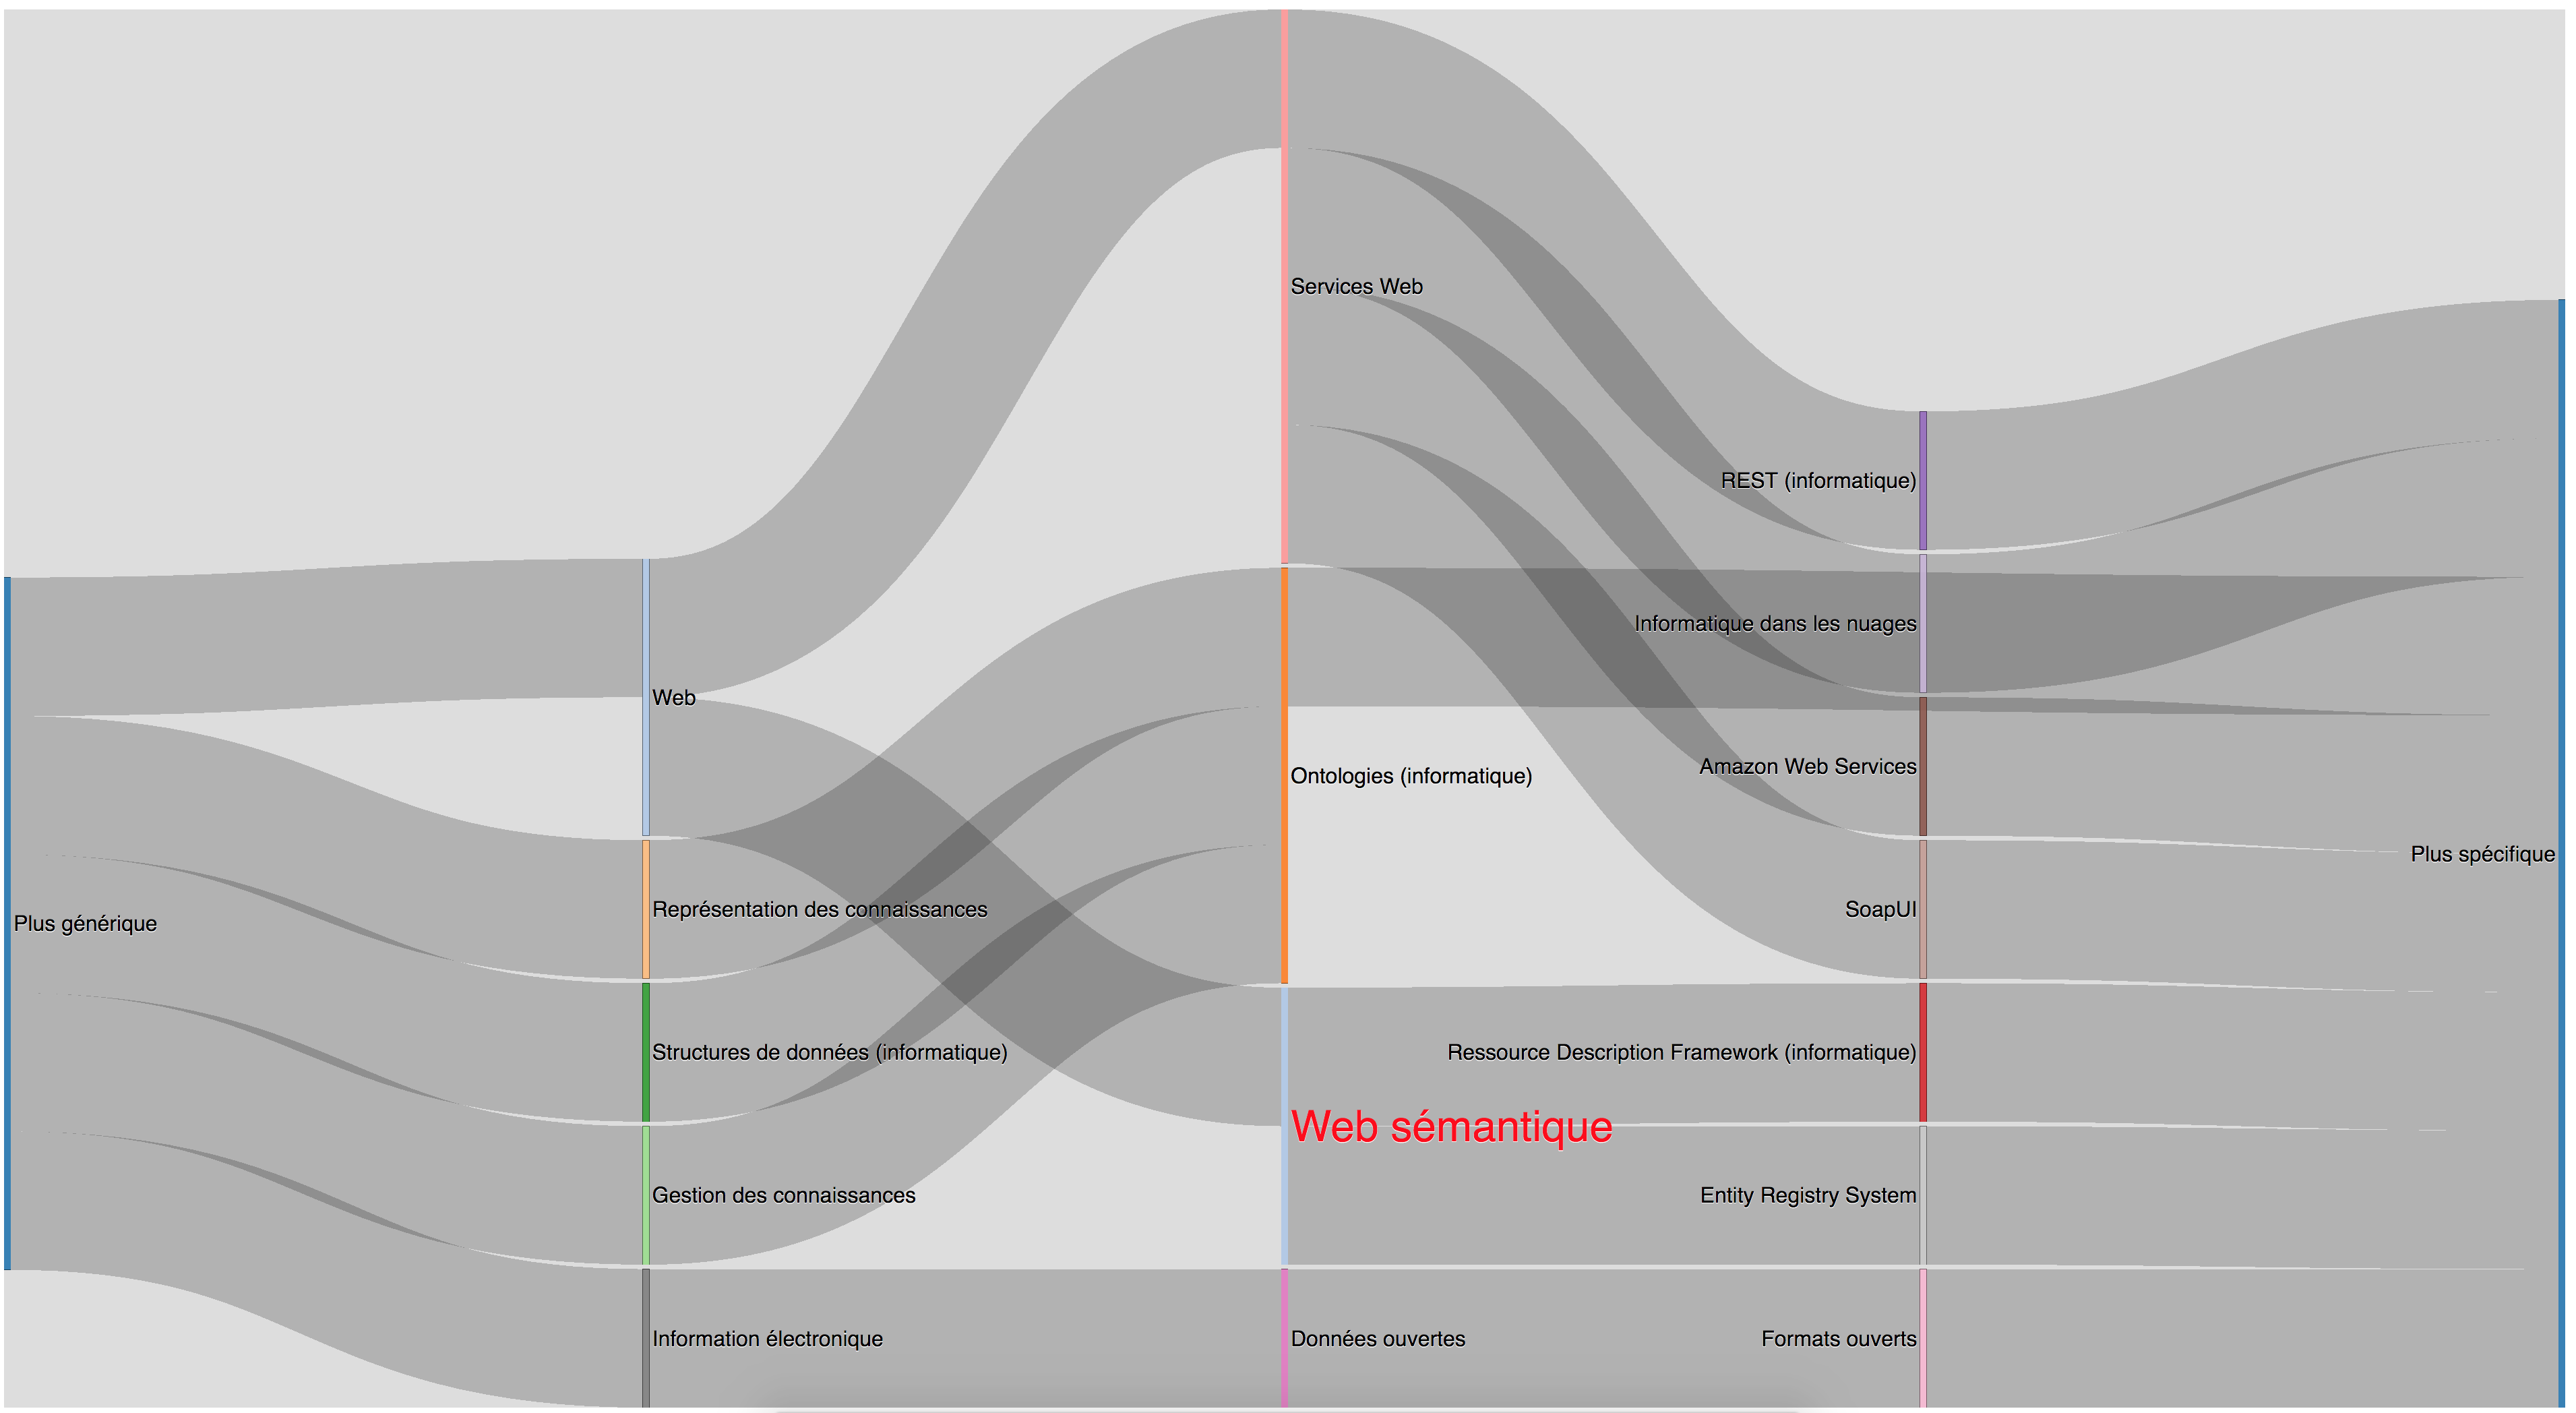 Plus générique
Web
Représentation des connaissances
Structures de données (informatique)
Gestion des connaissances
Information électronique
Services Web
Ontologies (informatique)
Web sémantique
Données ouvertes
REST (informatique)
Informatique dans les nuages
Amazon Web Services
SoapUI
Ressource Description Framework (informatique)
Entity Registry System
Formats ouverts
Plus spécifique